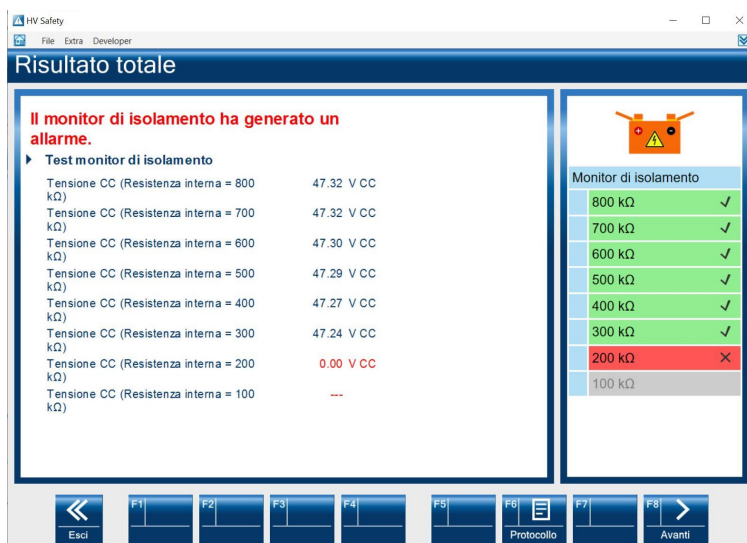 HV Safety
File Extra Developer
Risultato totale
Il monitor di isolamento ha generato un
allarme.
Test monitor di isolamento
Tensione CC (Resistenza interna = 800
kΩ)
47.32 V CC
Tensione CC (Resistenza interna = 700
kΩ)
47.32 V CC
Tensione CC (Resistenza interna = 600
kΩ)
47.30 V CC
Tensione CC (Resistenza interna = 500
kΩ)
47.29 V CC
Tensione CC (Resistenza interna = 400
kΩ)
47.27 V CC
Tensione CC (Resistenza interna = 300
kΩ)
47.24 V CC
Tensione CC (Resistenza interna = 200
kΩ)
0.00 V CC
Tensione CC (Resistenza interna = 100
kΩ)
---
Monitor di isolamento
800 kΩ
700 kΩ
600 kΩ
500 kΩ
400 kΩ
300 kΩ
200 kΩ
100 kΩ
Esci
F1
F2
F3
F4
F5
F6
Protocollo
F7
F8
Avanti